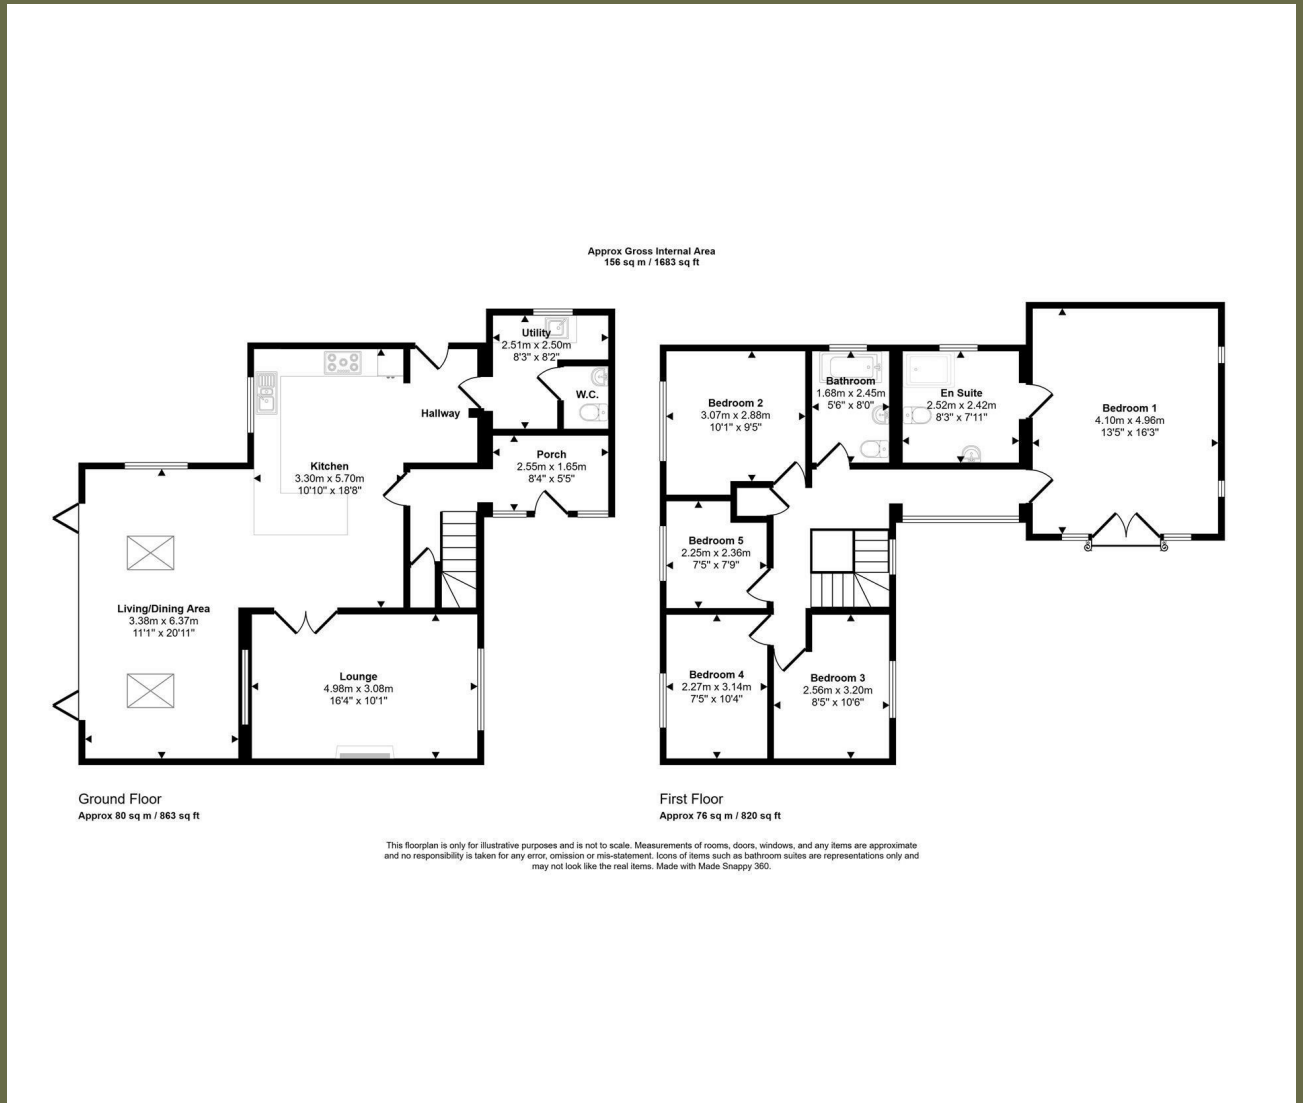 Approx Gross Internal Area
156 sq m / 1683 sq ft
Utility
2.51m x 2.50m
8'3" x 8'2"
W.C.
Hallway
Porch
2.55m x 1.65m
8'4" x 5'5"
Kitchen
3.30m x 5.70m
10'10" x 18'8"
Living/Dining Area
3.38m x 6.37m
11'1" x 20'11"
Lounge
4.98m x 3.08m
16'4" x 10'1"
Ground Floor
Approx 80 sq m / 863 sq ft
Bedroom 2
3.07m x 2.88m
10'1" x 9'5"
Bathroom
1.68m x 2.45m
5'6" x 8'0"
En Suite
2.52m x 2.42m
8'3" x 7'11"
Bedroom 1
4.10m x 4.96m
13'5" x 16'3"
Bedroom 5
2.25m x 2.36m
7'5" x 7'9"
Bedroom 4
2.27m x 3.14m
7'5" x 10'4"
Bedroom 3
2.56m x 3.20m
8'5" x 10'6"
First Floor
Approx 76 sq m / 820 sq ft
This floorplan is only for illustrative purposes and is not to scale. Measurements of rooms, doors, windows, and any items are approximate
and no responsibility is taken for any error, omission or mis-statement. Icons of items such as bathroom suites are representations only and
may not look like the real items. Made with Made Snappy 360.